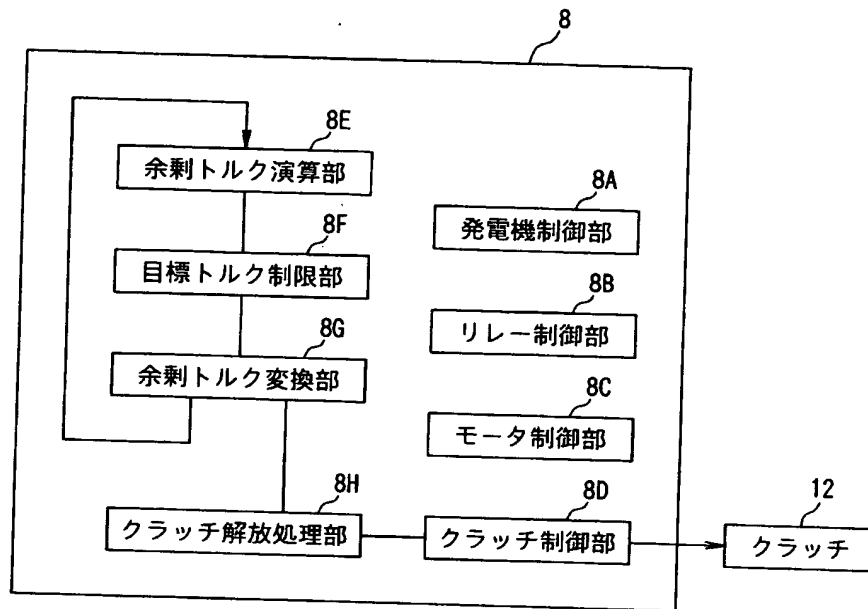 8
8E
余剰トルク演算部
8A
発電機制御部
8F
目標トルク制限部
8B
リレー制御部
8G
余剰トルク変換部
8C
モータ制御部
8H
クラッチ解放処理部
8D
クラッチ制御部
12
クラッチ